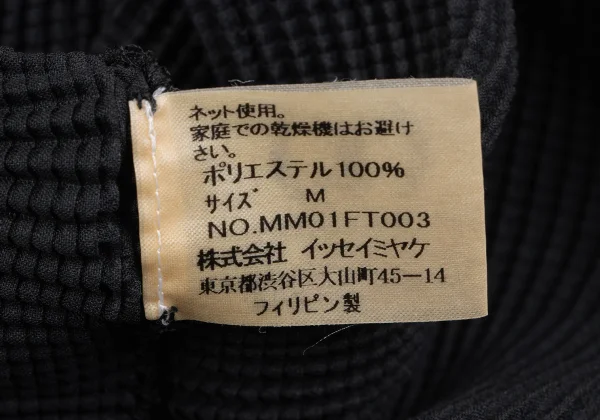 ネット使用。
家庭での乾燥機はお避け
さい。
ポリエステル100%
サイズ M
NO.MM01FT003
株式会社 イッセイミヤケ
東京都渋谷区大山町45-14
フィリピン製